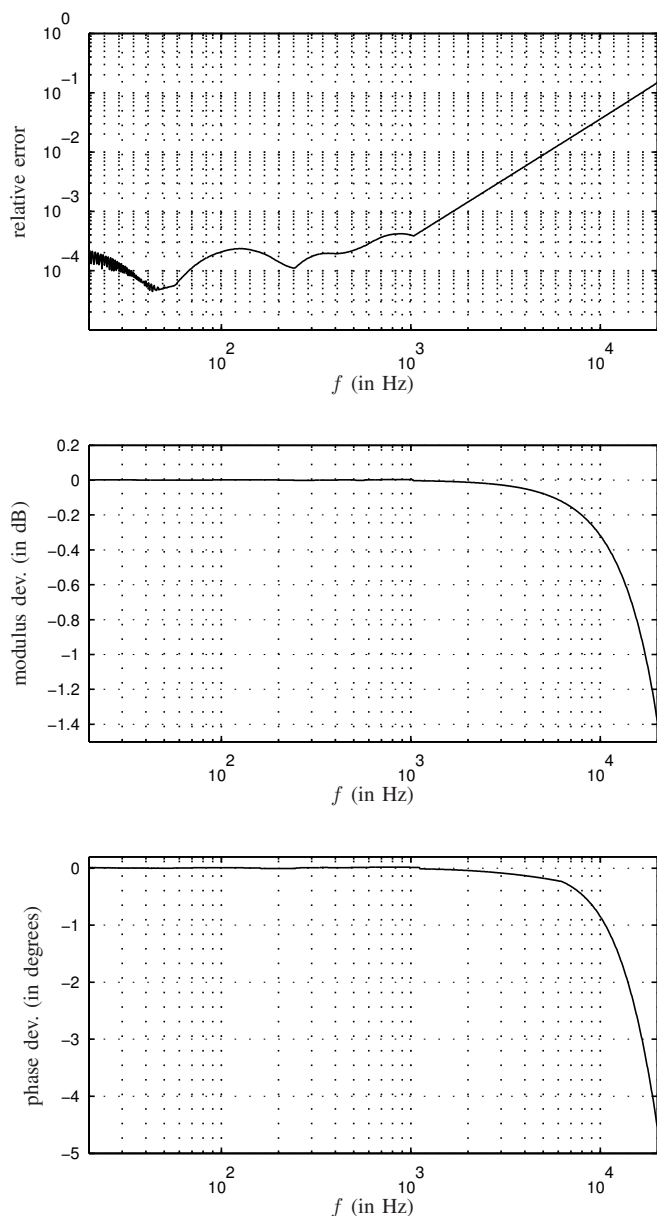 10^0
10^−1
10^−2
10^−3
10^−4
relative error
10^2 10^3 10^4
f (in Hz)
0.2
0
−0.2
−0.4
−0.6
−0.8
−1
−1.2
−1.4
modulus dev. (in dB)
10^2 10^3 10^4
f (in Hz)
0
−1
−2
−3
−4
−5
phase dev. (in degrees)
10^2 10^3 10^4
f (in Hz)